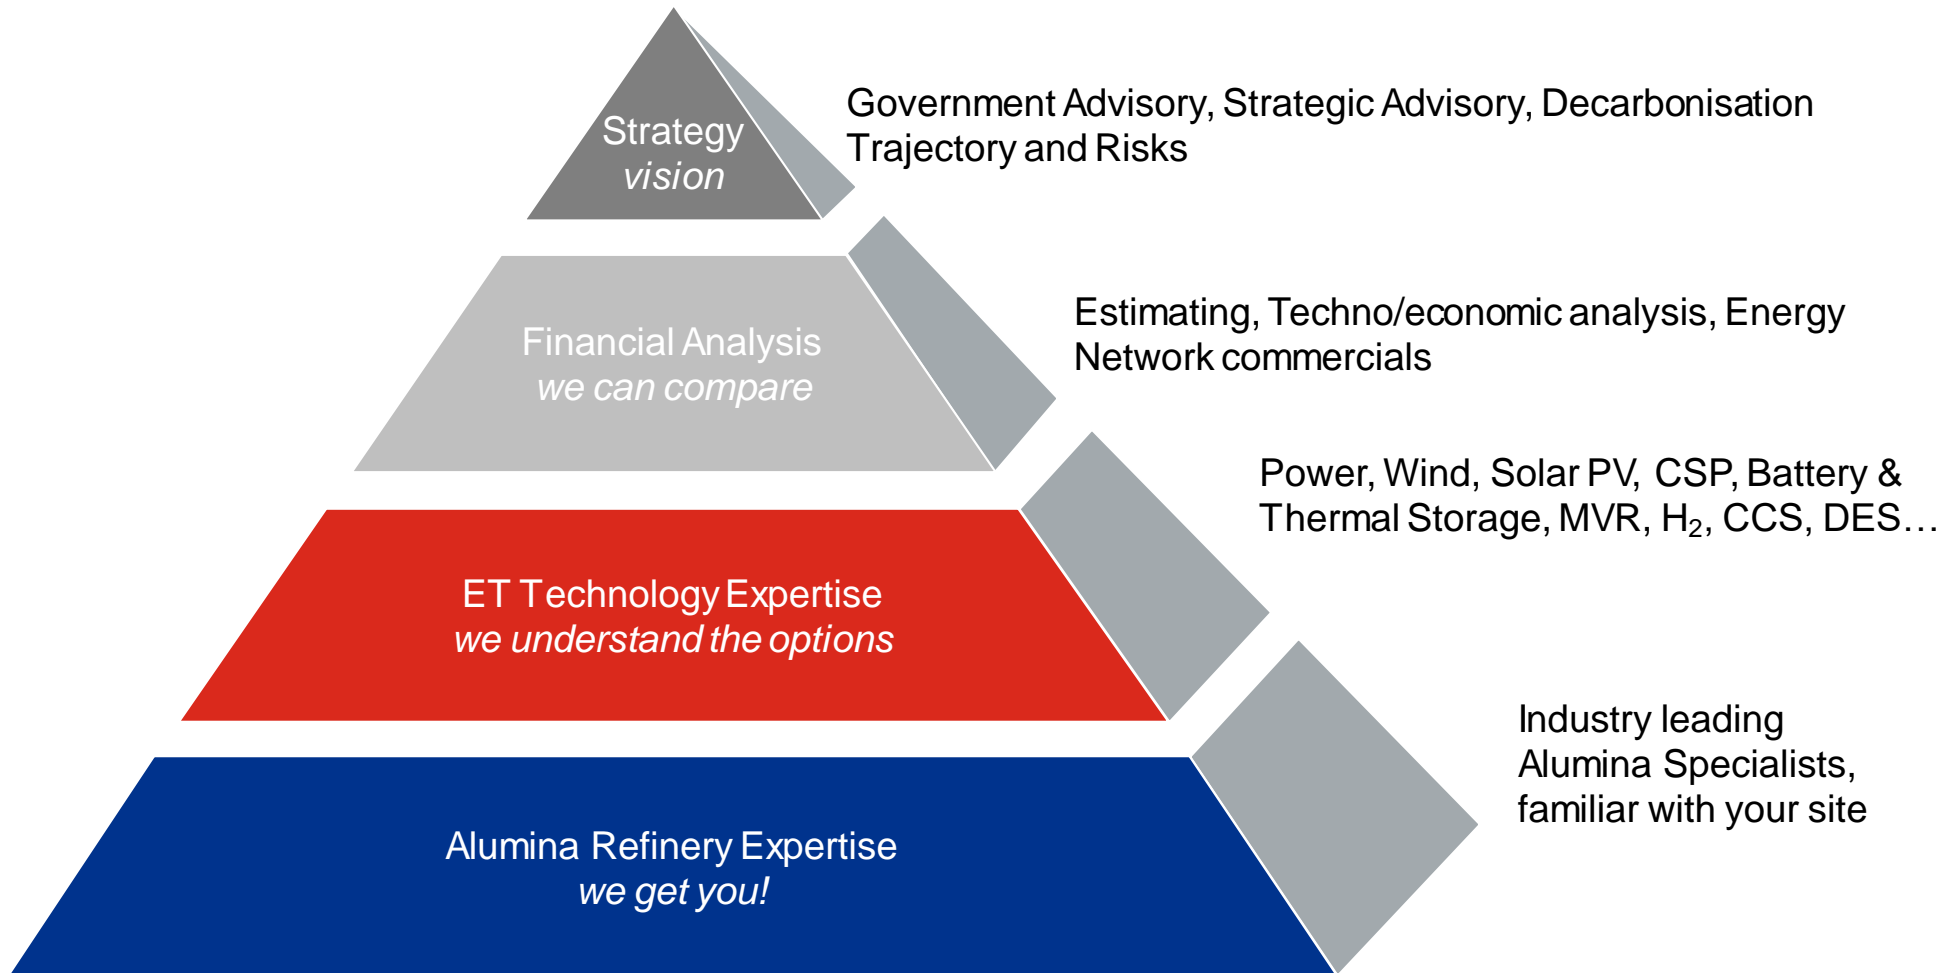 Strategy
vision
Government Advisory, Strategic Advisory, Decarbonisation
Trajectory and Risks
Financial Analysis
we can compare
Estimating, Techno/economic analysis, Energy
Network commercials
ET Technology Expertise
we understand the options
Power, Wind, Solar PV, CSP, Battery &
Thermal Storage, MVR, H₂, CCS, DES…
Alumina Refinery Expertise
we get you!
Industry leading
Alumina Specialists,
familiar with your site